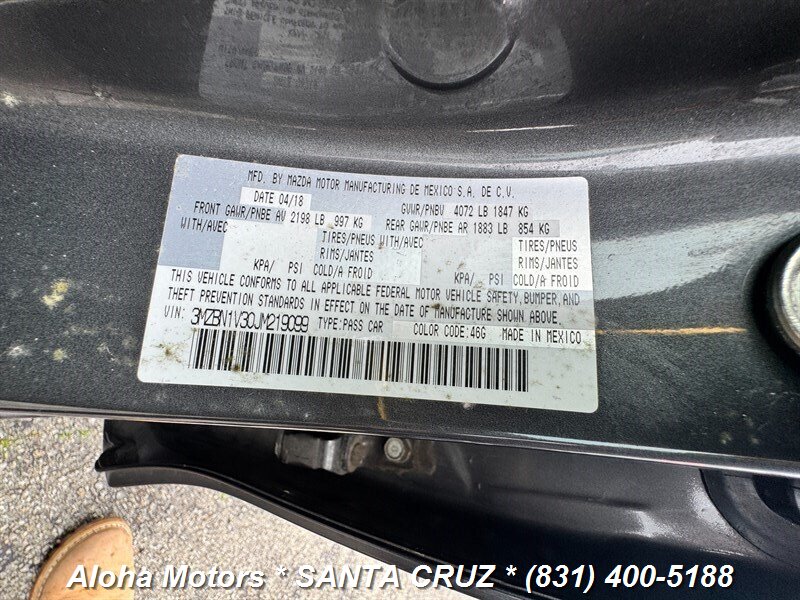 MFD. BY MAZDA MOTOR MANUFACTURING DE MEXICO S.A. DE C.V.
DATE 04/18 GVWR/PNBV 4072 LB 1847 KG
FRONT GAWR/PNBE AV 2198 LB 997 KG REAR GAWR/PNBE AR 1883 LB 854 KG
WITH/AVEC TIRES/PNEUS WITH/AVEC TIRES/PNEUS
RIMS/JANTES RIMS/JANTES
KPA/ PSI COLD/A FROID KPA/ PSI COLD/A FROID
THIS VEHICLE CONFORMS TO ALL APPLICABLE FEDERAL MOTOR VEHICLE SAFETY, BUMPER, AND
THEFT PREVENTION STANDARDS IN EFFECT ON THE DATE OF MANUFACTURE SHOWN ABOVE.
VIN: 3MZBN1V30JM219099 TYPE:PASS CAR COLOR CODE:46G MADE IN MEXICO
Aloha Motors * SANTA CRUZ * (831) 400-5188